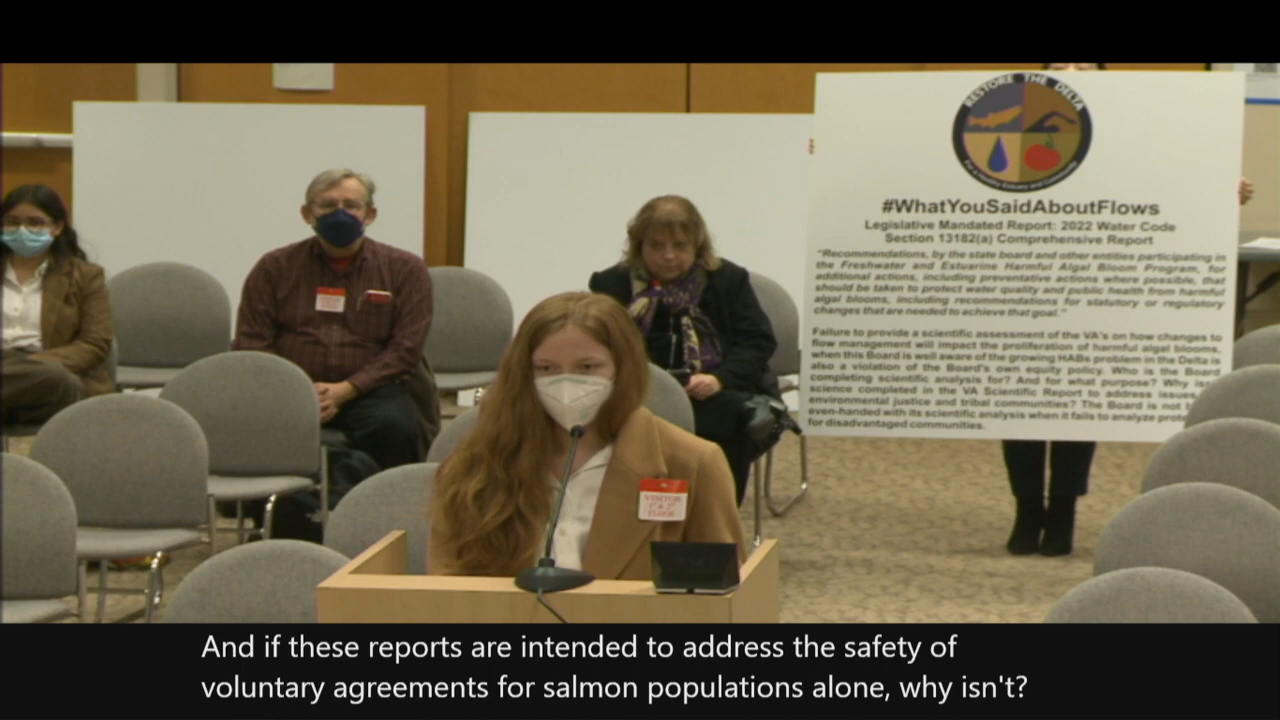 RESTORE THE DELTA
For a Healthy Estuary and Community
#WhatYouSaidAboutFlows
Legislative Mandated Report: 2022 Water Code
Section 13182(a) Comprehensive Report
"Recommendations, by the state board and other entities participating in
the Freshwater and Estuarine Harmful Algal Bloom Program, for
additional actions, including preventative actions where possible, that
should be taken to protect water quality and public health from harmful
algal blooms, including recommendations for statutory or regulatory
changes that are needed to achieve that goal."
Failure to provide a scientific assessment of the VA's on how changes to
flow management will impact the proliferation of harmful algal blooms,
when this Board is well aware of the growing HABs problem in the Delta is
also a violation of the Board's own equity policy. Who is the Board
completing scientific analysis for? And for what purpose? Why is
science completed in the VA Scientific Report to address issues
environmental justice and tribal communities? The Board is not
even-handed with its scientific analysis when it fails to analyze
for disadvantaged communities.
VISITOR
1st & 2nd
FLOOR
And if these reports are intended to address the safety of
voluntary agreements for salmon populations alone, why isn't?